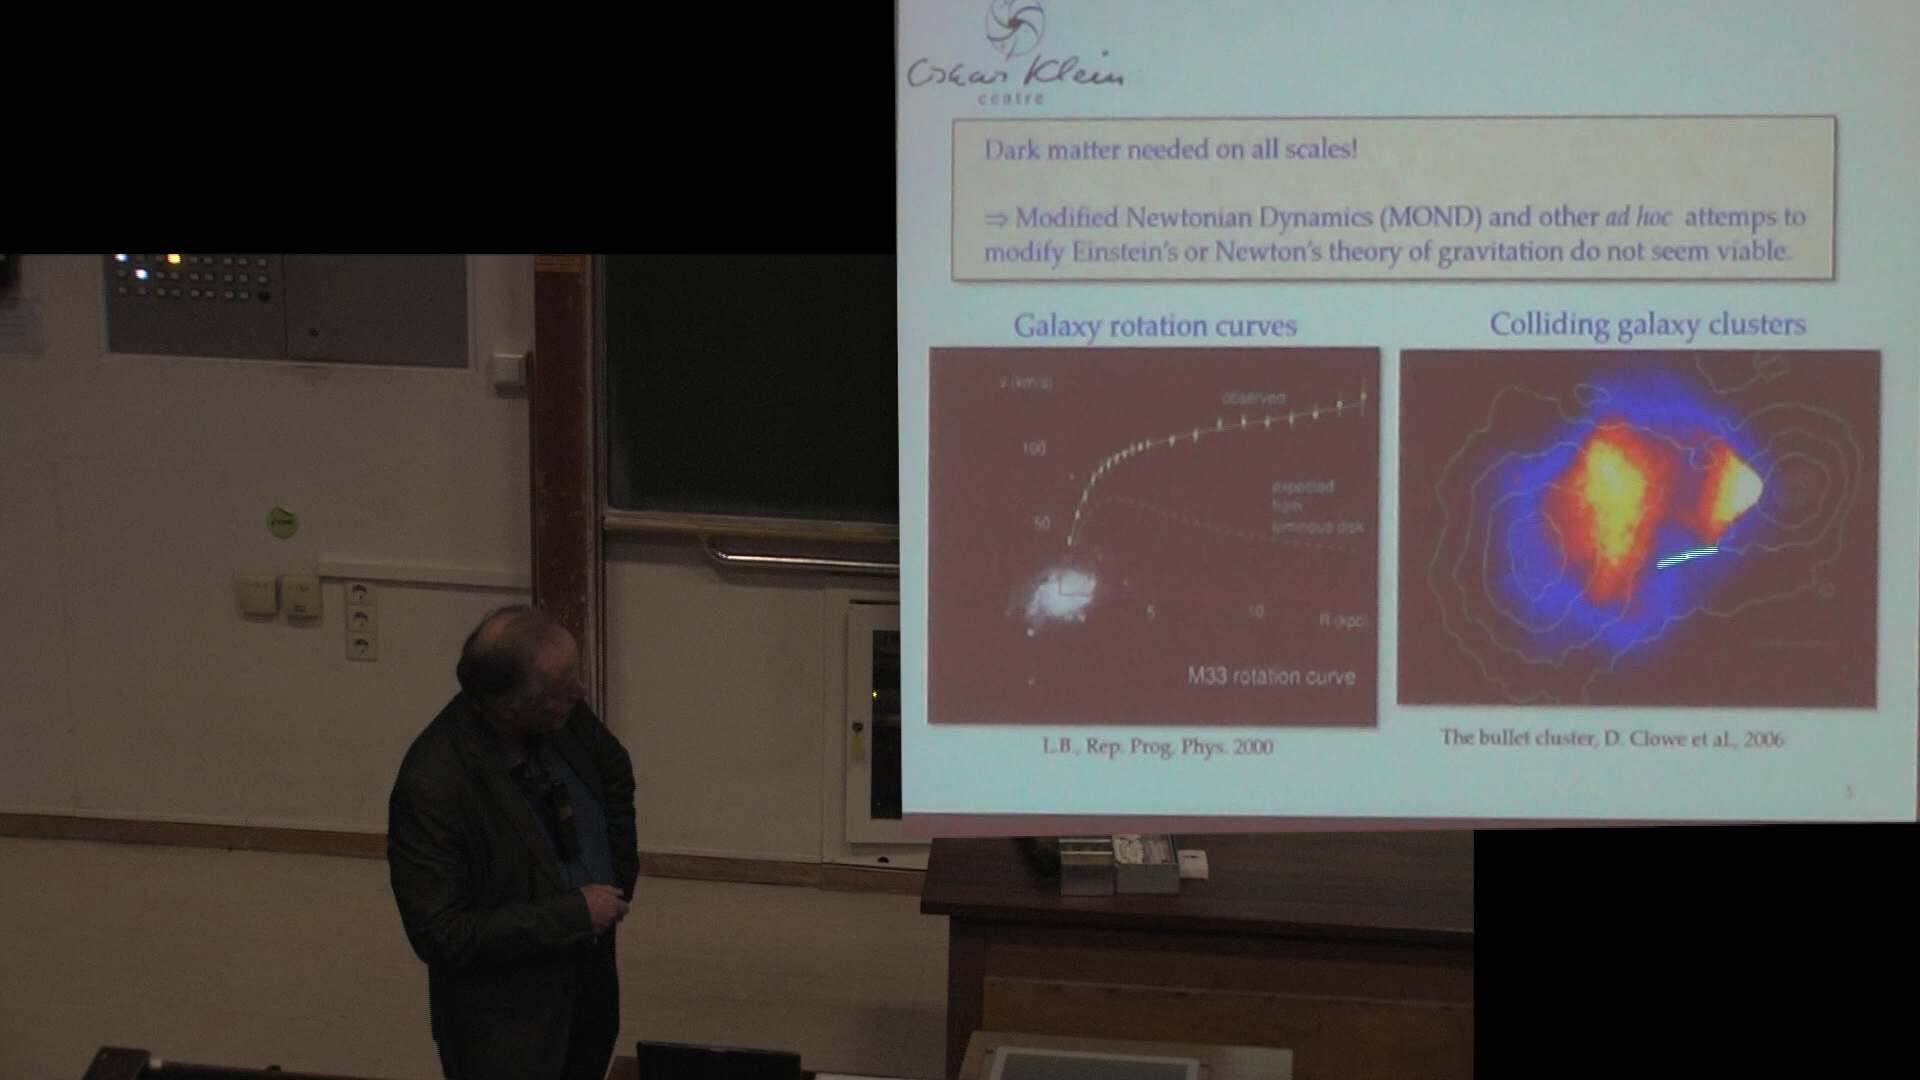 Oskar Klein
centre
Dark matter needed on all scales!
⇒ Modified Newtonian Dynamics (MOND) and other ad hoc attemps to
modify Einstein's or Newton's theory of gravitation do not seem viable.
Galaxy rotation curves
Colliding galaxy clusters
v (km/s)
observed
100
expected
from
luminous disk
50
5
10
R (kpc)
M33 rotation curve
L.B., Rep. Prog. Phys. 2000
The bullet cluster, D. Clowe et al., 2006
5